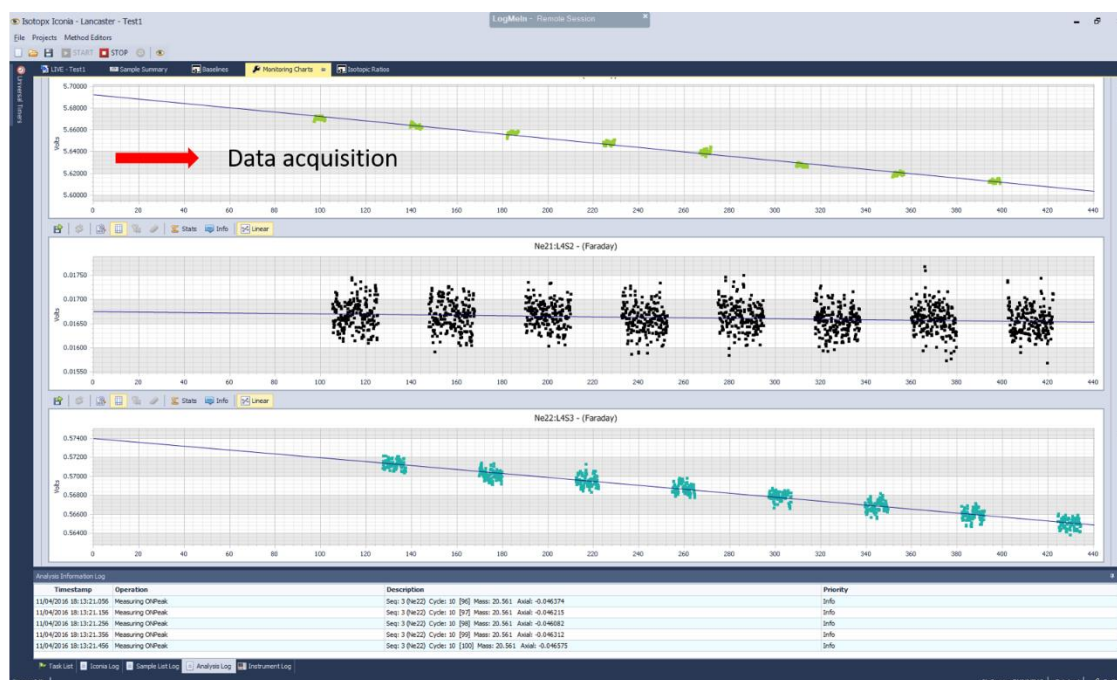 Isotopx Iconia - Lancaster - Test1
LogMeIn - Remote Session
File Projects Method Editors
START STOP
LIVE - Test1 Sample Summary Baselines Monitoring Charts Isotopic Ratios
Universal Timers
5.70000
5.68000
5.66000
5.64000
5.62000
5.60000
Volts
Data acquisition
0 20 40 60 80 100 120 140 160 180 200 220 240 260 280 300 320 340 360 380 400 420 440
Stats Info Linear
Ne21:L4S2 - (Faraday)
0.01750
0.01700
0.01650
0.01600
0.01550
Volts
0 20 40 60 80 100 120 140 160 180 200 220 240 260 280 300 320 340 360 380 400 420 440
Stats Info Linear
Ne22:L4S3 - (Faraday)
0.57400
0.57200
0.57000
0.56800
0.56600
0.56400
Volts
0 20 40 60 80 100 120 140 160 180 200 220 240 260 280 300 320 340 360 380 400 420 440
Analysis Information Log
Timestamp Operation Description Priority
11/04/2016 18:13:21.056 Measuring ONPeak Seq: 3 (Ne22) Cycle: 10 [96] Mass: 20.561 Axial: -0.046374 Info
11/04/2016 18:13:21.156 Measuring ONPeak Seq: 3 (Ne22) Cycle: 10 [97] Mass: 20.561 Axial: -0.046215 Info
11/04/2016 18:13:21.256 Measuring ONPeak Seq: 3 (Ne22) Cycle: 10 [98] Mass: 20.561 Axial: -0.046082 Info
11/04/2016 18:13:21.356 Measuring ONPeak Seq: 3 (Ne22) Cycle: 10 [99] Mass: 20.561 Axial: -0.046312 Info
11/04/2016 18:13:21.456 Measuring ONPeak Seq: 3 (Ne22) Cycle: 10 [100] Mass: 20.561 Axial: -0.046575 Info
Task List Iconia Log Sample List Log Analysis Log Instrument Log